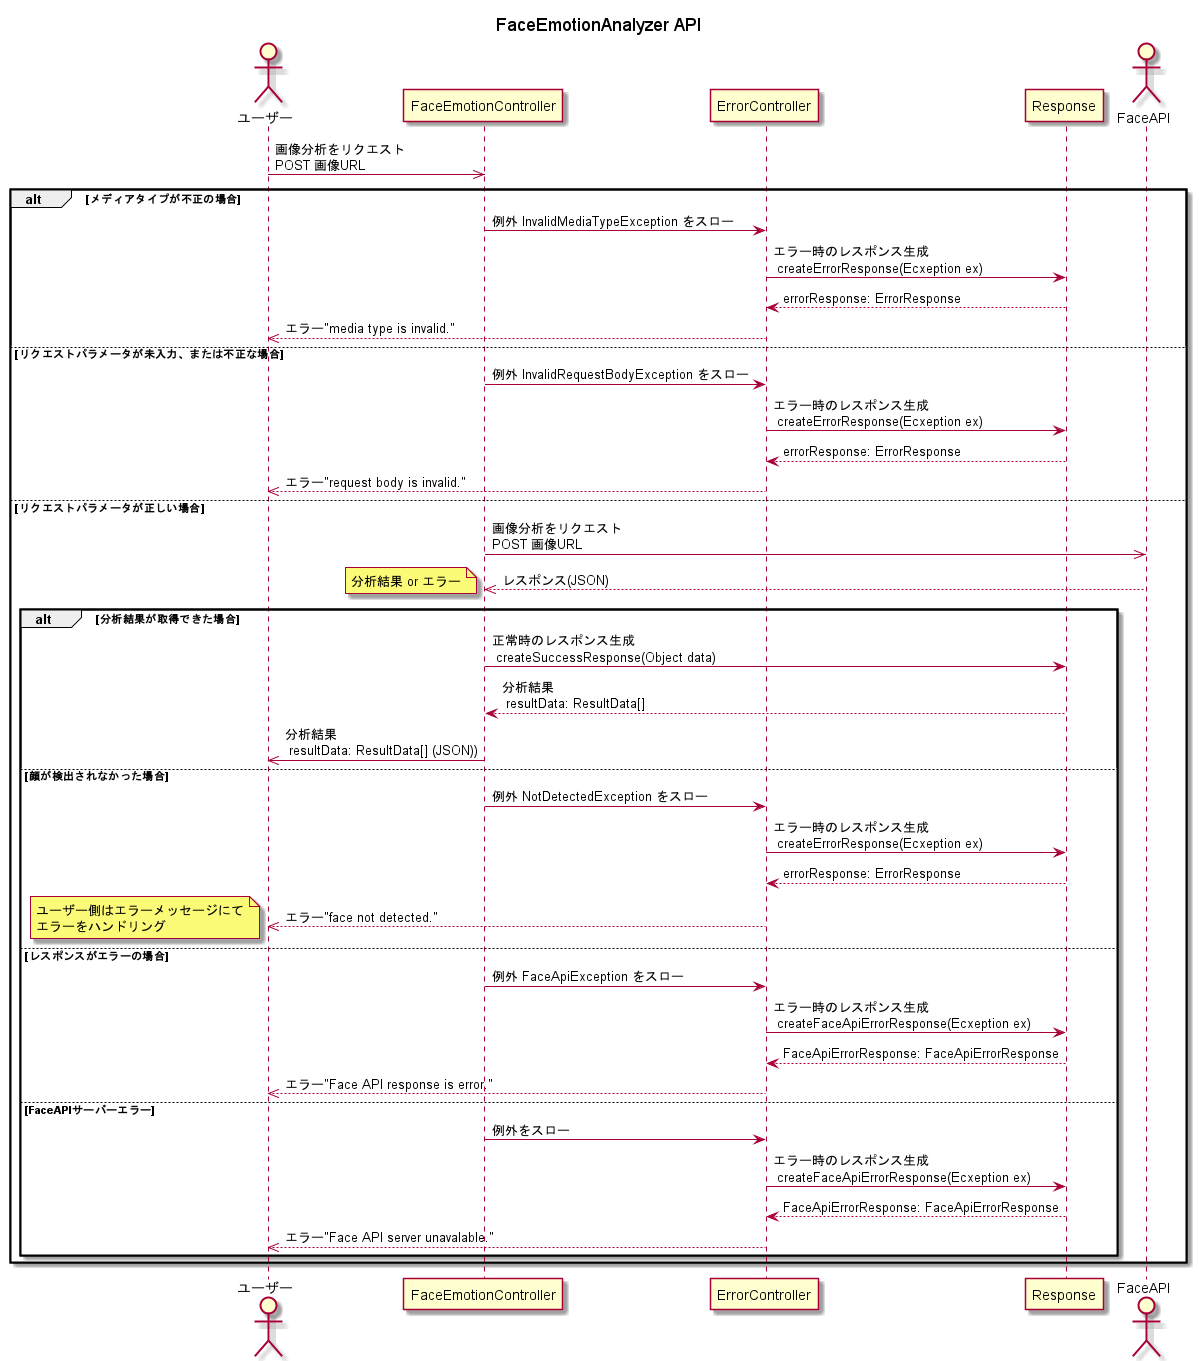 FaceEmotionAnalyzer API
ユーザー
FaceEmotionController
ErrorController
Response
FaceAPI
画像分析をリクエスト
POST 画像URL
alt
[メディアタイプが不正の場合]
例外 InvalidMediaTypeException をスロー
エラー時のレスポンス生成
createErrorResponse(Ecxeption ex)
errorResponse: ErrorResponse
エラー"media type is invalid."
[リクエストパラメータが未入力、または不正な場合]
例外 InvalidRequestBodyException をスロー
エラー時のレスポンス生成
createErrorResponse(Ecxeption ex)
errorResponse: ErrorResponse
エラー"request body is invalid."
[リクエストパラメータが正しい場合]
画像分析をリクエスト
POST 画像URL
分析結果 or エラー
レスポンス(JSON)
alt
[分析結果が取得できた場合]
正常時のレスポンス生成
createSuccessResponse(Object data)
分析結果
resultData: ResultData[]
分析結果
resultData: ResultData[] (JSON))
[顔が検出されなかった場合]
例外 NotDetectedException をスロー
エラー時のレスポンス生成
createErrorResponse(Ecxeption ex)
errorResponse: ErrorResponse
ユーザー側はエラーメッセージにて
エラーをハンドリング
エラー"face not detected."
[レスポンスがエラーの場合]
例外 FaceApiException をスロー
エラー時のレスポンス生成
createFaceApiErrorResponse(Ecxeption ex)
FaceApiErrorResponse: FaceApiErrorResponse
エラー"Face API response is error."
[FaceAPIサーバーエラー]
例外をスロー
エラー時のレスポンス生成
createFaceApiErrorResponse(Ecxeption ex)
FaceApiErrorResponse: FaceApiErrorResponse
エラー"Face API server unavalable."
ユーザー
FaceEmotionController
ErrorController
Response
FaceAPI